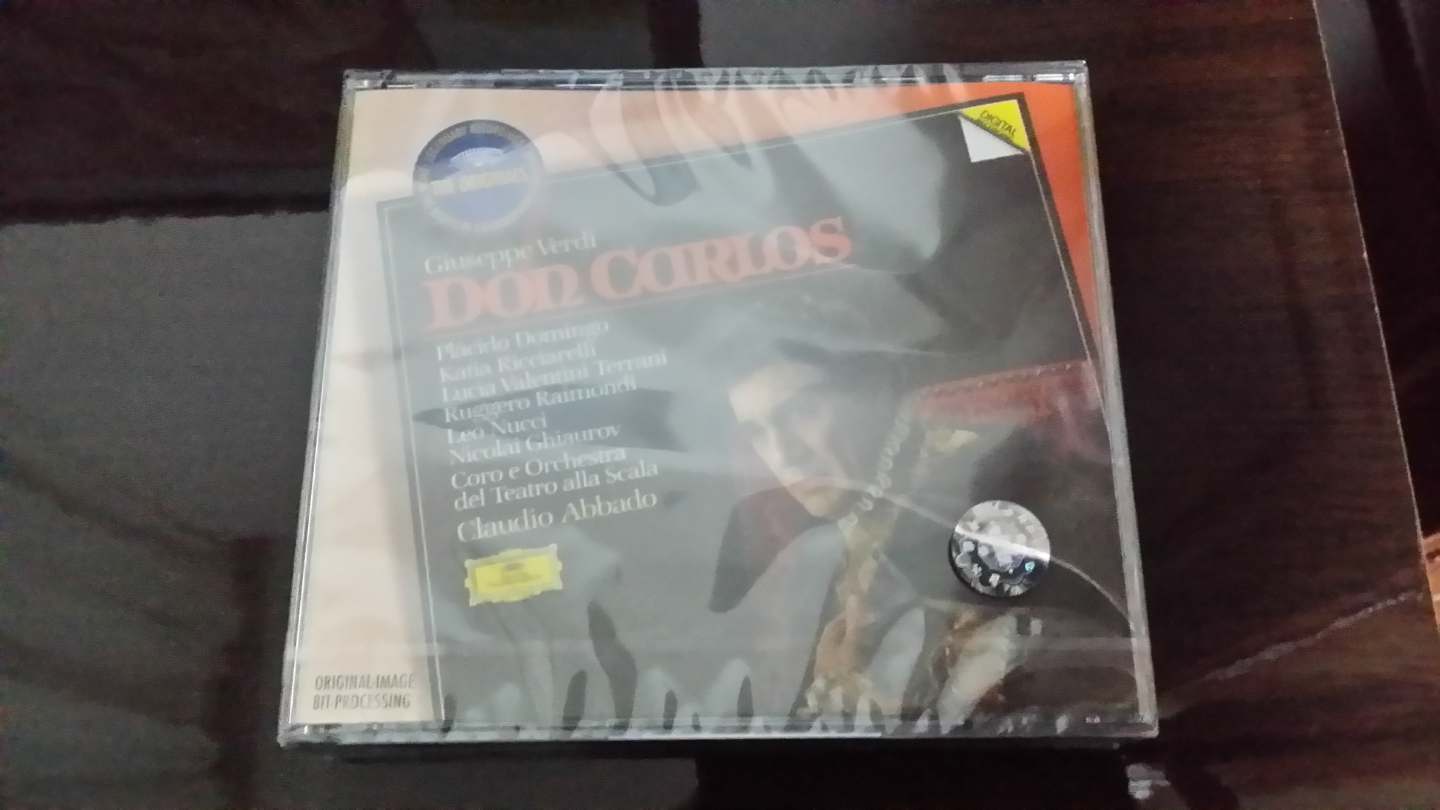 THE ORIGINALS
DIGITAL
Giuseppe Verdi
DON CARLOS
Plácido Domingo
Katia Ricciarelli
Lucia Valentini Terrani
Ruggero Raimondi
Leo Nucci
Nicolai Ghiaurov
Coro e Orchestra
del Teatro alla Scala
Claudio Abbado
ORIGINAL-IMAGE
BIT-PROCESSING